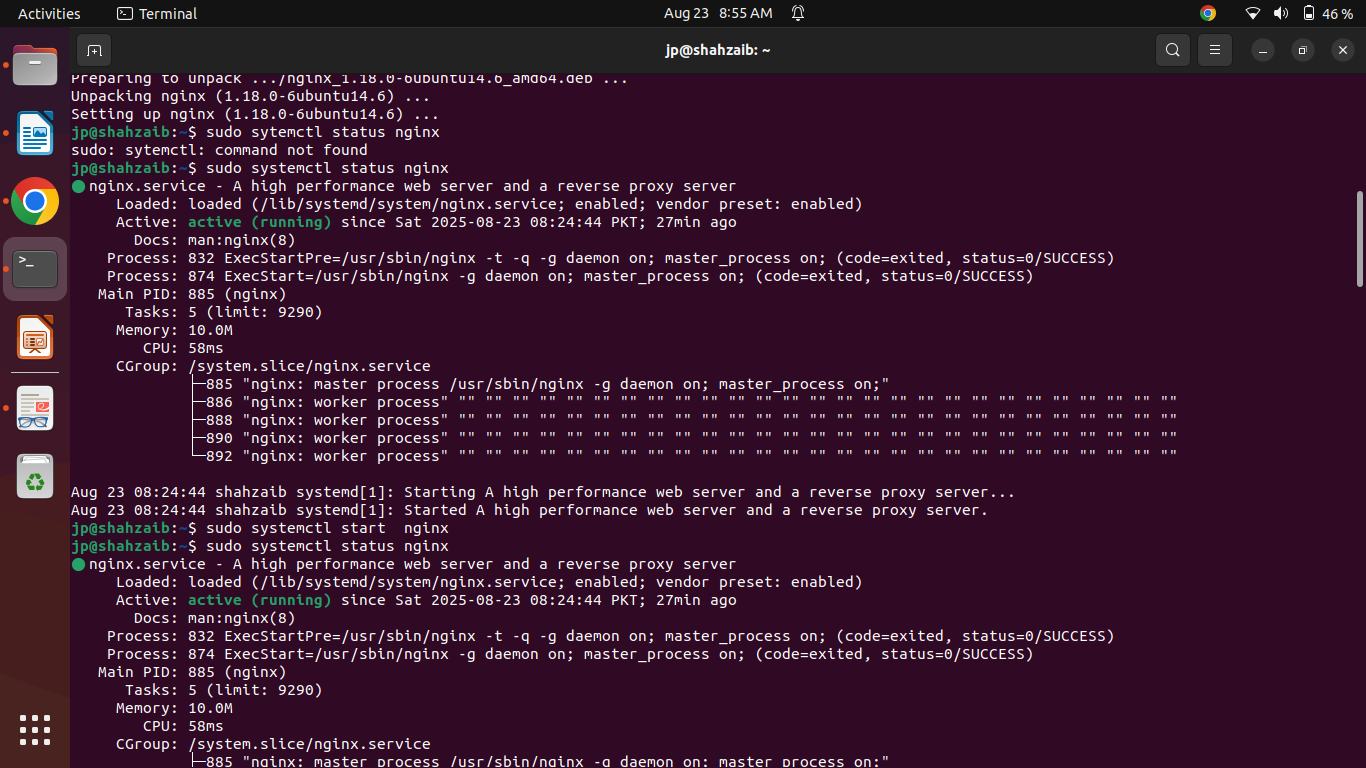 Activities
Terminal
Aug 23 8:55 AM
46 %
jp@shahzaib: ~
Preparing to unpack .../nginx_1.18.0-6ubuntu14.6_amd64.deb ...
Unpacking nginx (1.18.0-6ubuntu14.6) ...
Setting up nginx (1.18.0-6ubuntu14.6) ...
jp@shahzaib:~$ sudo sytemctl status nginx
sudo: sytemctl: command not found
jp@shahzaib:~$ sudo systemctl status nginx
● nginx.service - A high performance web server and a reverse proxy server
Loaded: loaded (/lib/systemd/system/nginx.service; enabled; vendor preset: enabled)
Active: active (running) since Sat 2025-08-23 08:24:44 PKT; 27min ago
Docs: man:nginx(8)
Process: 832 ExecStartPre=/usr/sbin/nginx -t -q -g daemon on; master_process on; (code=exited, status=0/SUCCESS)
Process: 874 ExecStart=/usr/sbin/nginx -g daemon on; master_process on; (code=exited, status=0/SUCCESS)
Main PID: 885 (nginx)
Tasks: 5 (limit: 9290)
Memory: 10.0M
CPU: 58ms
CGroup: /system.slice/nginx.service
├─885 "nginx: master process /usr/sbin/nginx -g daemon on; master_process on;"
├─886 "nginx: worker process" "" "" "" "" "" "" "" "" "" "" "" "" "" "" "" "" "" "" "" "" "" "" "" "" "" "" ""
├─888 "nginx: worker process" "" "" "" "" "" "" "" "" "" "" "" "" "" "" "" "" "" "" "" "" "" "" "" "" "" "" ""
├─890 "nginx: worker process" "" "" "" "" "" "" "" "" "" "" "" "" "" "" "" "" "" "" "" "" "" "" "" "" "" "" ""
└─892 "nginx: worker process" "" "" "" "" "" "" "" "" "" "" "" "" "" "" "" "" "" "" "" "" "" "" "" "" "" "" ""
Aug 23 08:24:44 shahzaib systemd[1]: Starting A high performance web server and a reverse proxy server...
Aug 23 08:24:44 shahzaib systemd[1]: Started A high performance web server and a reverse proxy server.
jp@shahzaib:~$ sudo systemctl start  nginx
jp@shahzaib:~$ sudo systemctl status nginx
● nginx.service - A high performance web server and a reverse proxy server
Loaded: loaded (/lib/systemd/system/nginx.service; enabled; vendor preset: enabled)
Active: active (running) since Sat 2025-08-23 08:24:44 PKT; 27min ago
Docs: man:nginx(8)
Process: 832 ExecStartPre=/usr/sbin/nginx -t -q -g daemon on; master_process on; (code=exited, status=0/SUCCESS)
Process: 874 ExecStart=/usr/sbin/nginx -g daemon on; master_process on; (code=exited, status=0/SUCCESS)
Main PID: 885 (nginx)
Tasks: 5 (limit: 9290)
Memory: 10.0M
CPU: 58ms
CGroup: /system.slice/nginx.service
├─885 "nginx: master process /usr/sbin/nginx -g daemon on; master_process on;"